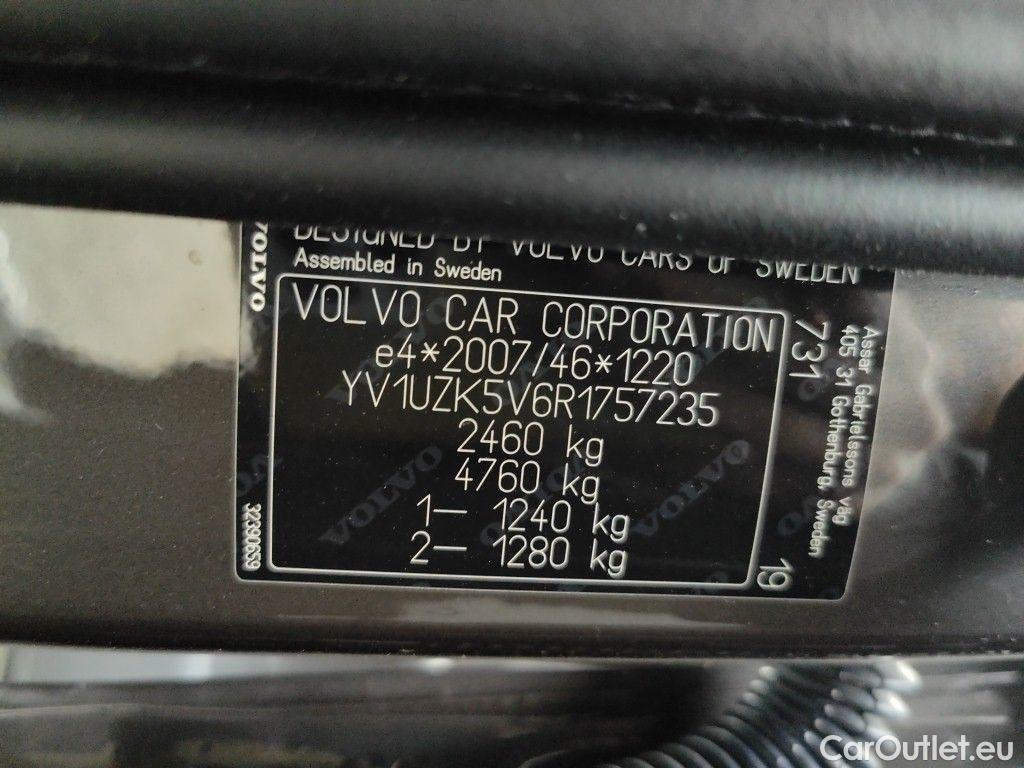 DESIGNED BY VOLVO CARS OF SWEDEN
Assembled in Sweden
VOLVO
VOLVO CAR CORPORATION
e4*2007/46*1220
YV1UZK5V6R1757235
2460 kg
4760 kg
1– 1240 kg
2– 1280 kg
731
19
Assar Gabrielssons väg
405 31 Gothenburg, Sweden
32390659
CarOutlet.eu